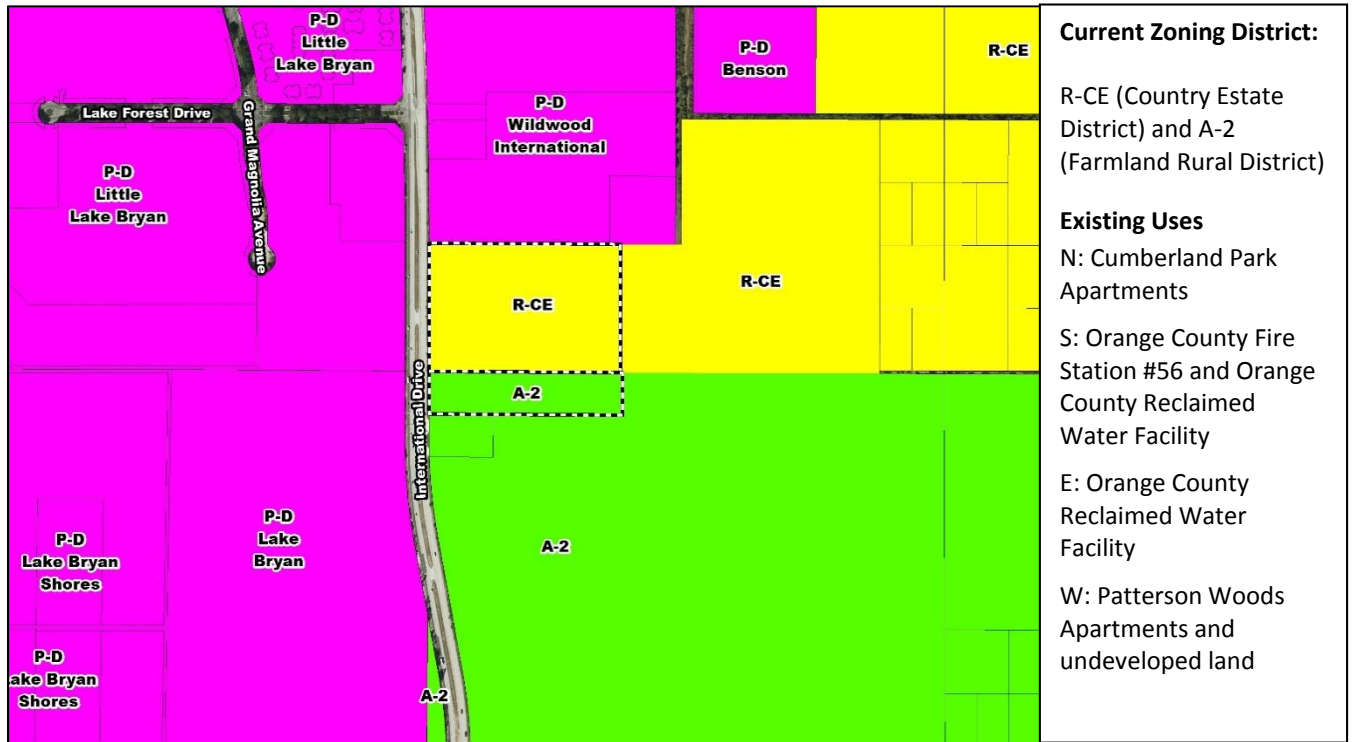 P-D
Little
Lake Bryan
P-D
Benson
R-CE
Lake Forest Drive
Grand Magnolia Avenue
P-D
Wildwood
International
P-D
Little
Lake Bryan
R-CE
R-CE
International Drive
A-2
P-D
Lake Bryan
Shores
P-D
Lake
Bryan
A-2
P-D
ake Bryan
Shores
A-2
Current Zoning District:
R-CE (Country Estate
District) and A-2
(Farmland Rural District)
Existing Uses
N: Cumberland Park
Apartments
S: Orange County Fire
Station #56 and Orange
County Reclaimed
Water Facility
E: Orange County
Reclaimed Water
Facility
W: Patterson Woods
Apartments and
undeveloped land